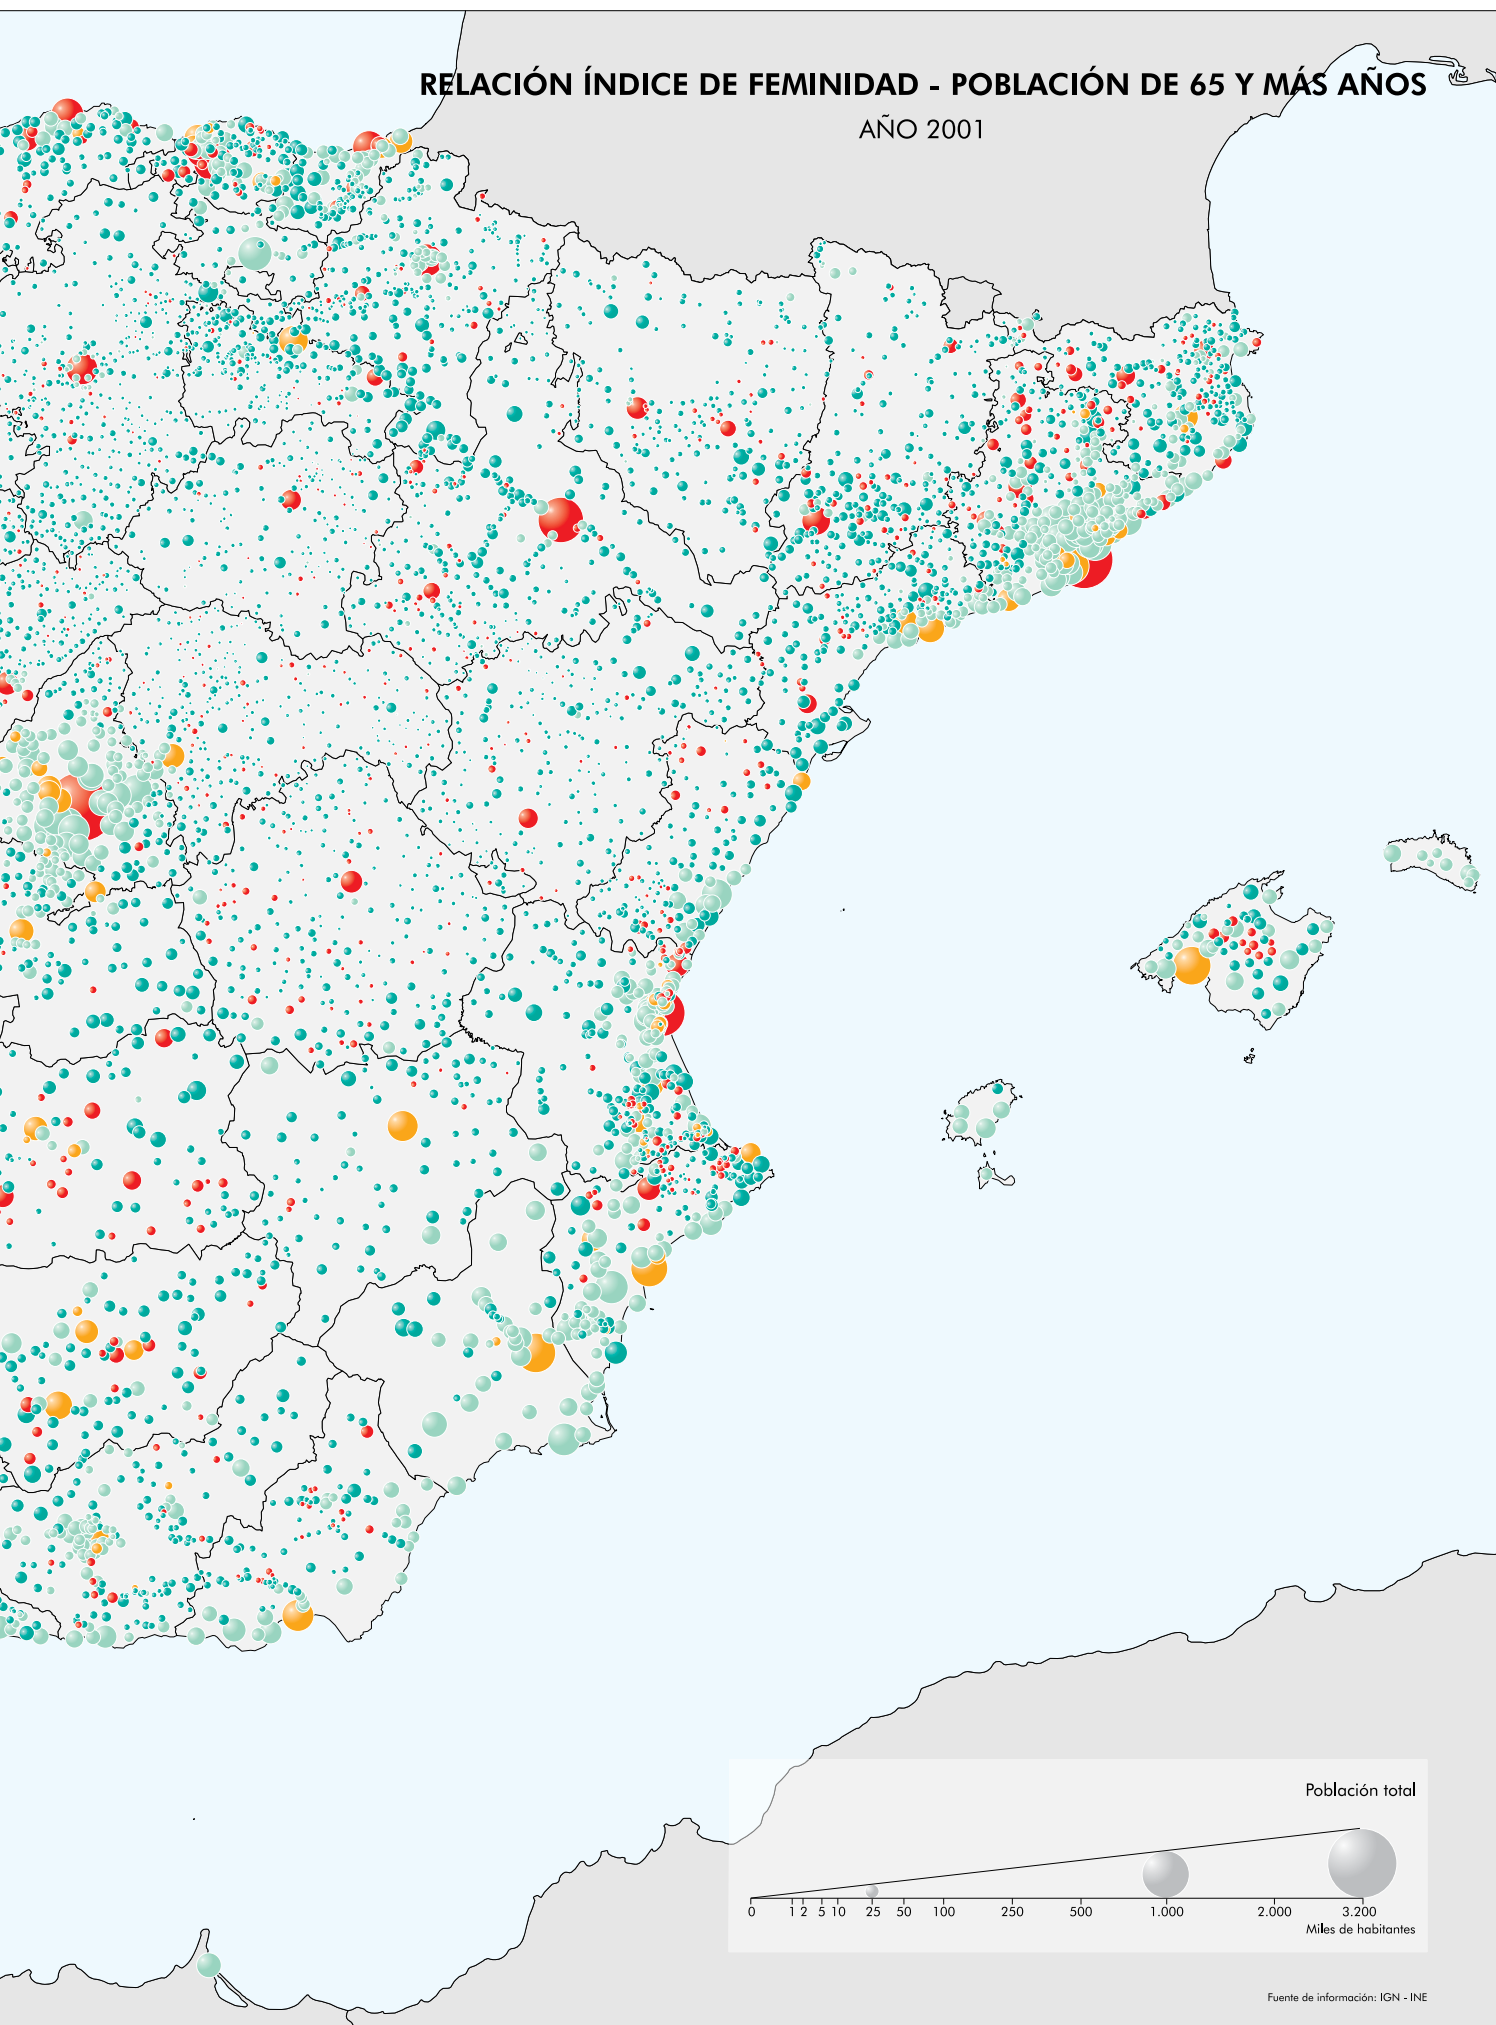 RELACIÓN ÍNDICE DE FEMINIDAD - POBLACIÓN DE 65 Y MÁS AÑOS
AÑO 2001
Población total
0 1 2 5 10 25 50 100 250 500 1.000 2.000 3.200
Miles de habitantes
Fuente de información: IGN - INE